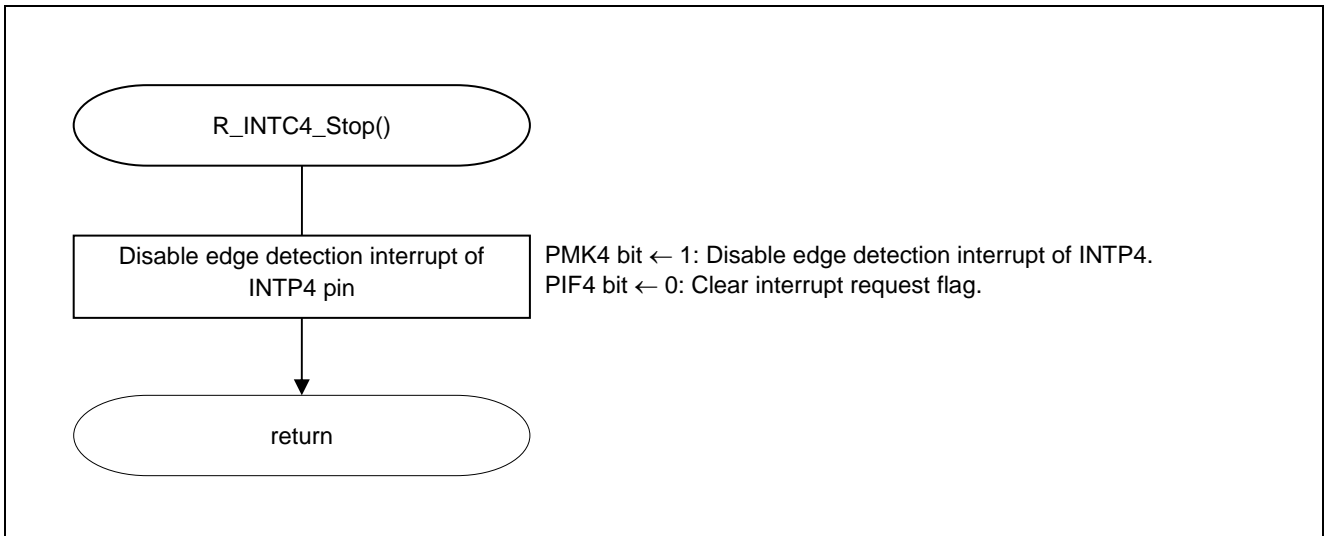 R_INTC4_Stop()
Disable edge detection interrupt of
INTP4 pin
PMK4 bit ← 1: Disable edge detection interrupt of INTP4.
PIF4 bit ← 0: Clear interrupt request flag.
return